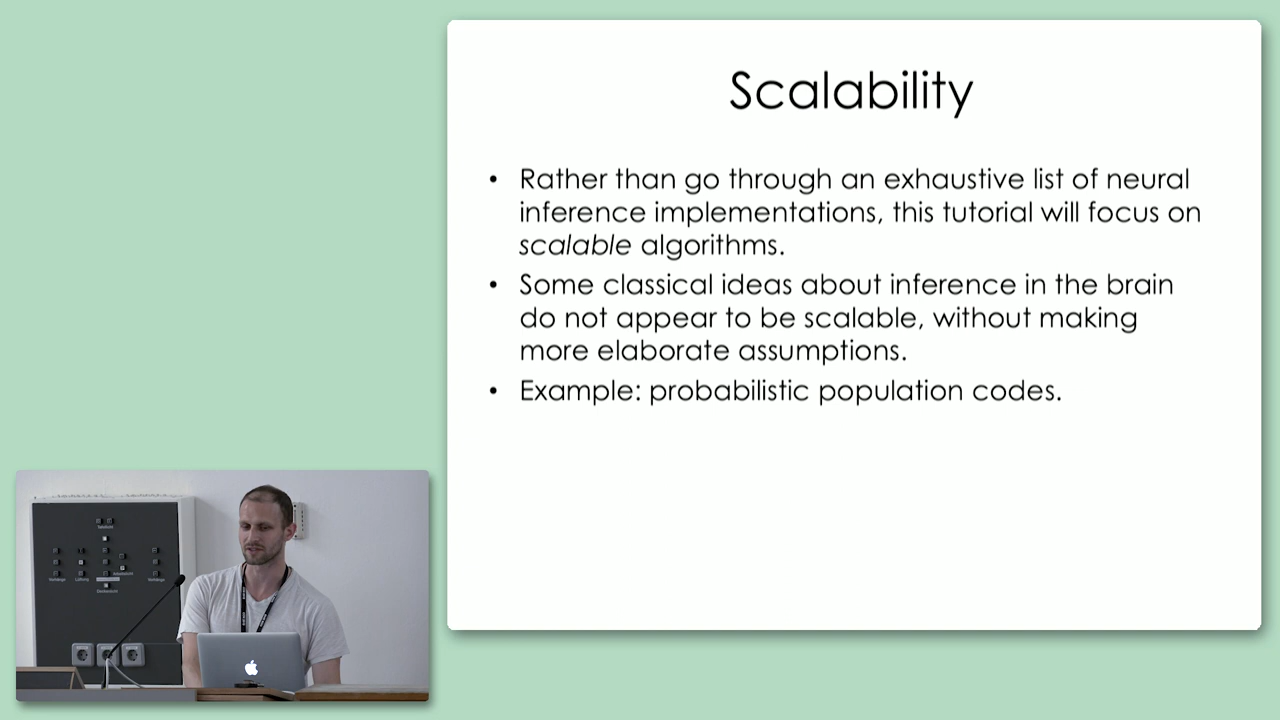 Scalability
• Rather than go through an exhaustive list of neural
inference implementations, this tutorial will focus on
scalable algorithms.
• Some classical ideas about inference in the brain
do not appear to be scalable, without making
more elaborate assumptions.
• Example: probabilistic population codes.